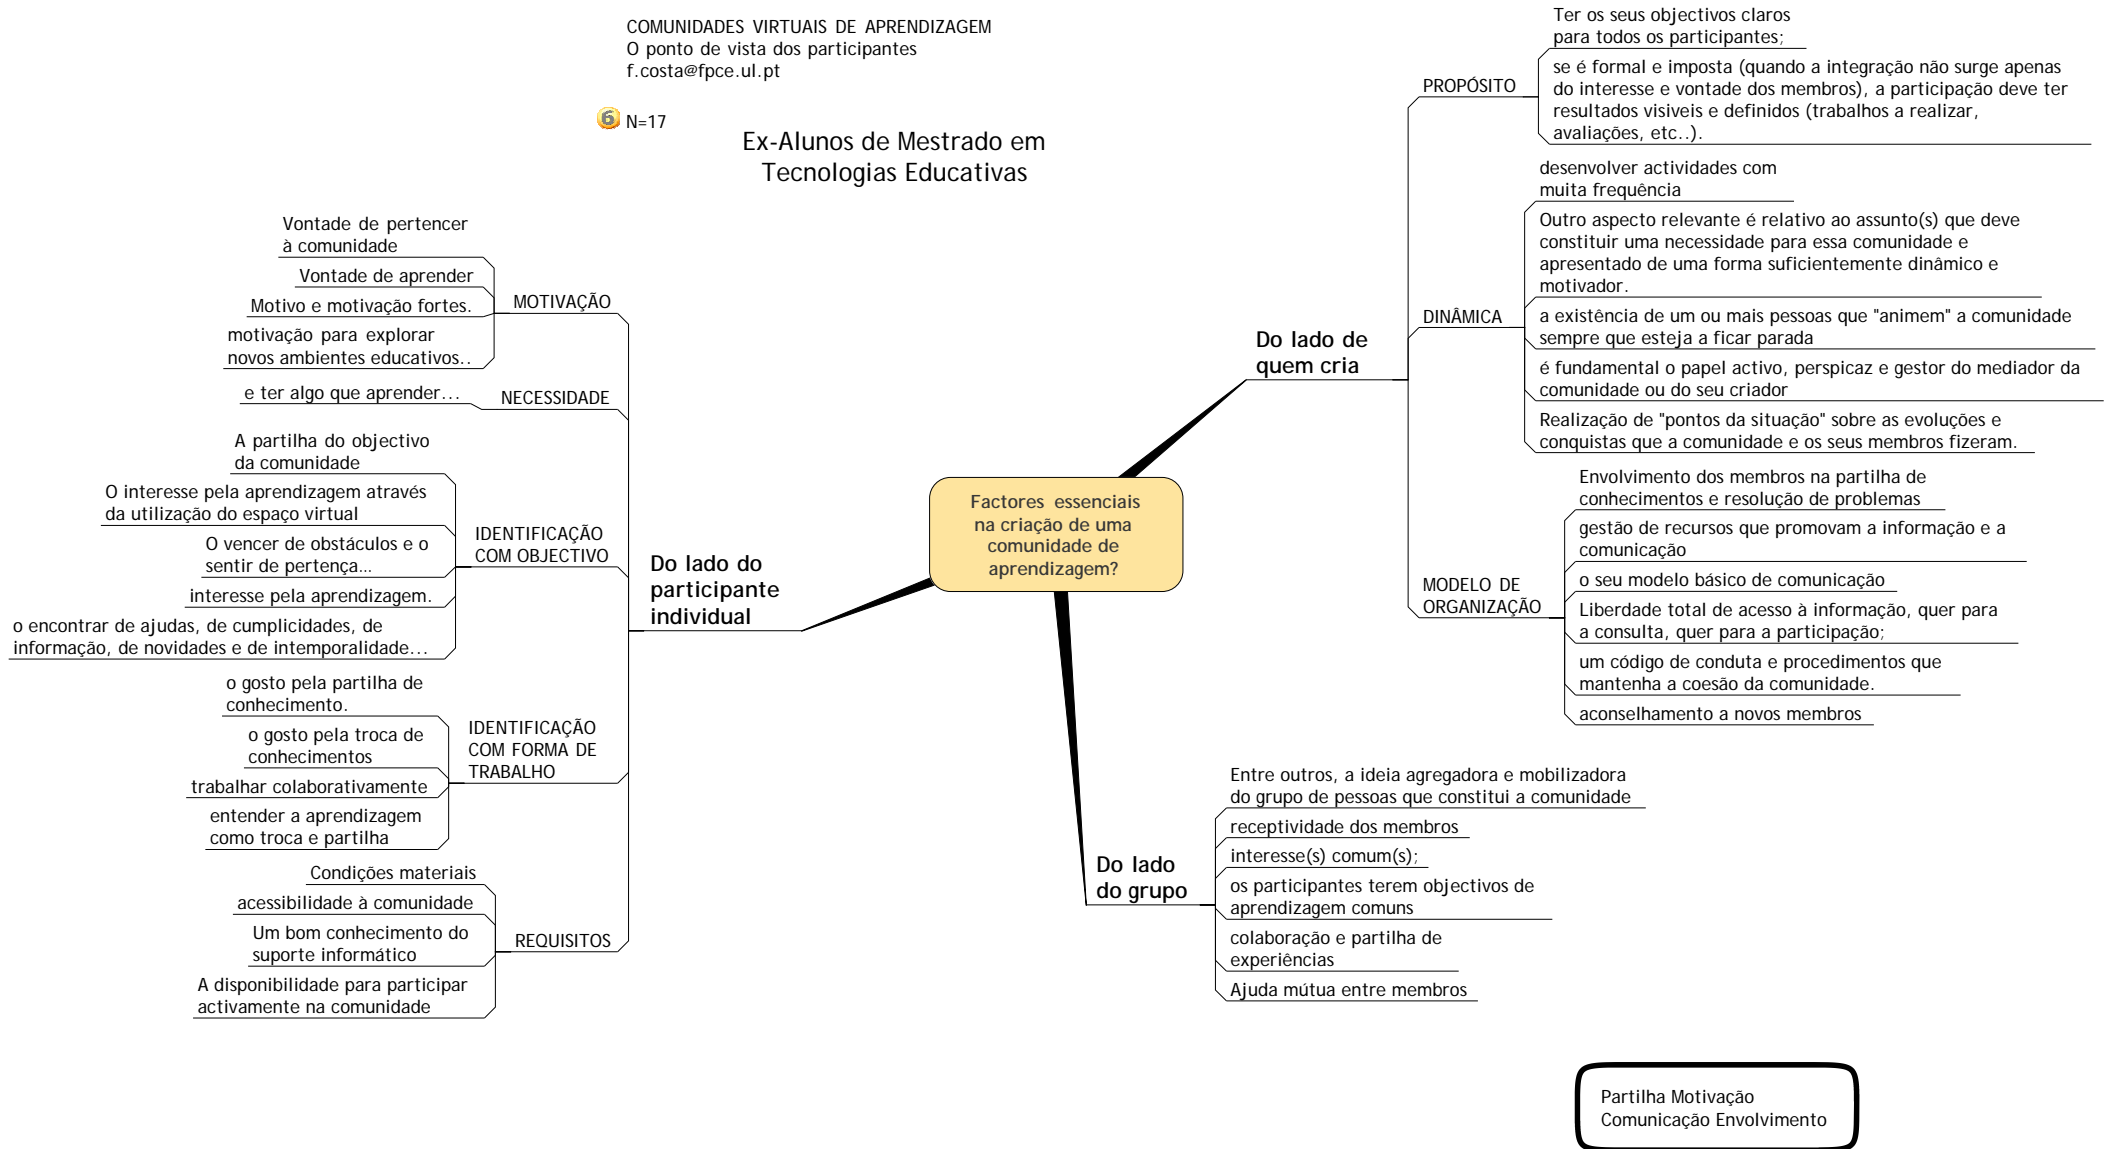 COMUNIDADES VIRTUAIS DE APRENDIZAGEM
O ponto de vista dos participantes
f.costa@fpce.ul.pt
6
N=17
Ex-Alunos de Mestrado em
Tecnologias Educativas
Factores essenciais
na criação de uma
comunidade de
aprendizagem?
Do lado de
quem cria
PROPÓSITO
Ter os seus objectivos claros
para todos os participantes;
se é formal e imposta (quando a integração não surge apenas
do interesse e vontade dos membros), a participação deve ter
resultados visiveis e definidos (trabalhos a realizar,
avaliações, etc..).
DINÂMICA
desenvolver actividades com
muita frequência
Outro aspecto relevante é relativo ao assunto(s) que deve
constituir uma necessidade para essa comunidade e
apresentado de uma forma suficientemente dinâmico e
motivador.
a existência de um ou mais pessoas que "animem" a comunidade
sempre que esteja a ficar parada
é fundamental o papel activo, perspicaz e gestor do mediador da
comunidade ou do seu criador
Realização de "pontos da situação" sobre as evoluções e
conquistas que a comunidade e os seus membros fizeram.
MODELO DE
ORGANIZAÇÃO
Envolvimento dos membros na partilha de
conhecimentos e resolução de problemas
gestão de recursos que promovam a informação e a
comunicação
o seu modelo básico de comunicação
Liberdade total de acesso à informação, quer para
a consulta, quer para a participação;
um código de conduta e procedimentos que
mantenha a coesão da comunidade.
aconselhamento a novos membros
Do lado
do grupo
Entre outros, a ideia agregadora e mobilizadora
do grupo de pessoas que constitui a comunidade
receptividade dos membros
interesse(s) comum(s);
os participantes terem objectivos de
aprendizagem comuns
colaboração e partilha de
experiências
Ajuda mútua entre membros
Do lado do
participante
individual
MOTIVAÇÃO
Vontade de pertencer
à comunidade
Vontade de aprender
Motivo e motivação fortes.
motivação para explorar
novos ambientes educativos..
NECESSIDADE
e ter algo que aprender...
IDENTIFICAÇÃO
COM OBJECTIVO
A partilha do objectivo
da comunidade
O interesse pela aprendizagem através
da utilização do espaço virtual
O vencer de obstáculos e o
sentir de pertença...
interesse pela aprendizagem.
o encontrar de ajudas, de cumplicidades, de
informação, de novidades e de intemporalidade...
IDENTIFICAÇÃO
COM FORMA DE
TRABALHO
o gosto pela partilha de
conhecimento.
o gosto pela troca de
conhecimentos
trabalhar colaborativamente
entender a aprendizagem
como troca e partilha
REQUISITOS
Condições materiais
acessibilidade à comunidade
Um bom conhecimento do
suporte informático
A disponibilidade para participar
activamente na comunidade
Partilha Motivação
Comunicação Envolvimento